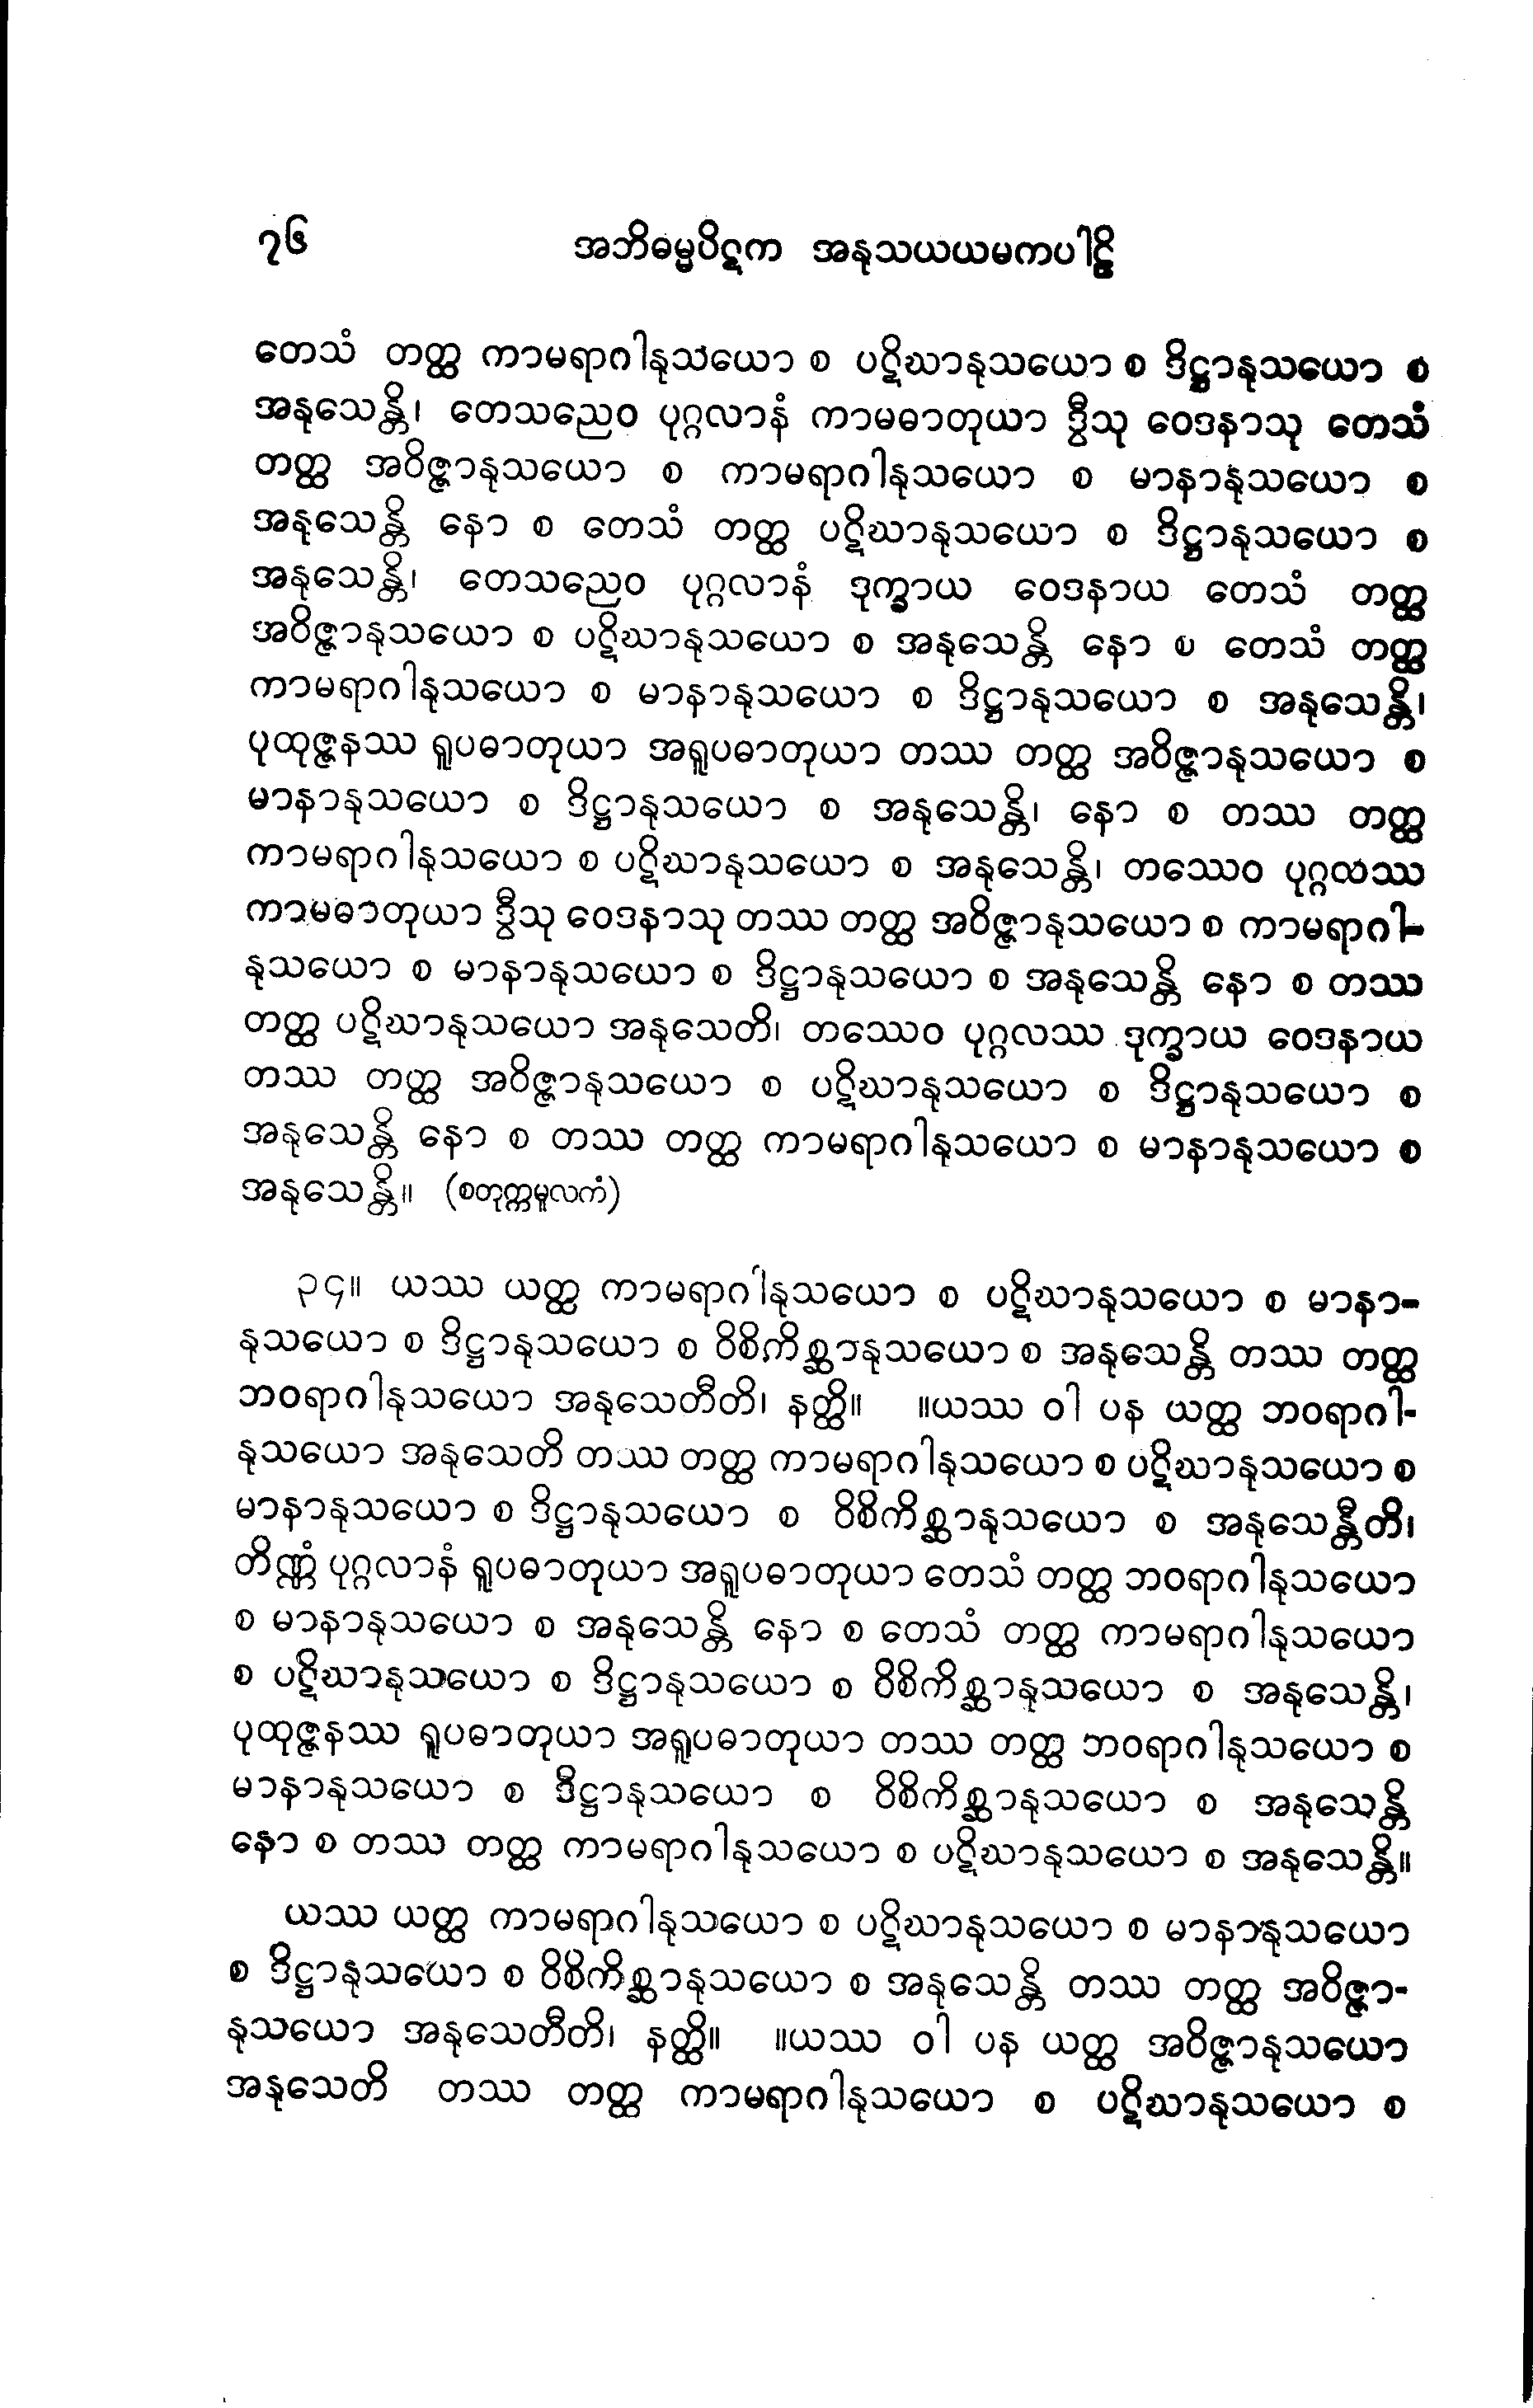 ၇၆ အဘိဓမ္မပိဋက အနုသယယမကပါဠိ
တေသံ တတ္ထ ကာမရာဂါနုသယော စ ပဋိဃာနုသယော စ ဒိဋ္ဌာနုသယော စ
အနုသေန္တိ၊ တေသညေဝ ပုဂ္ဂလာနံ ကာမဓာတုယာ ဒွီသု ဝေဒနာသု တေသံ
တတ္ထ အဝိဇ္ဇာနုသယော စ ကာမရာဂါနုသယော စ မာနာနုသယော စ
အနုသေန္တိ နော စ တေသံ တတ္ထ ပဋိဃာနုသယော စ ဒိဋ္ဌာနုသယော စ
အနုသေန္တိ၊ တေသညေဝ ပုဂ္ဂလာနံ ဒုက္ခာယ ဝေဒနာယ တေသံ တတ္ထ
အဝိဇ္ဇာနုသယော စ ပဋိဃာနုသယော စ အနုသေန္တိ နော စ တေသံ တတ္ထ
ကာမရာဂါနုသယော စ မာနာနုသယော စ ဒိဋ္ဌာနုသယော စ အနုသေန္တိ၊
ပုထုဇ္ဇနဿ ရူပဓာတုယာ အရူပဓာတုယာ တဿ တတ္ထ အဝိဇ္ဇာနုသယော စ
မာနာနုသယော စ ဒိဋ္ဌာနုသယော စ အနုသေန္တိ၊ နော စ တဿ တတ္ထ
ကာမရာဂါနုသယော စ ပဋိဃာနုသယော စ အနုသေန္တိ၊ တဿေဝ ပုဂ္ဂလဿ
ကာမဓာတုယာ ဒွီသု ဝေဒနာသု တဿ တတ္ထ အဝိဇ္ဇာနုသယော စ ကာမရာဂါ-
နုသယော စ မာနာနုသယော စ ဒိဋ္ဌာနုသယော စ အနုသေန္တိ နော စ တဿ
တတ္ထ ပဋိဃာနုသယော အနုသေတိ၊ တဿေဝ ပုဂ္ဂလဿ ဒုက္ခာယ ဝေဒနာယ
တဿ တတ္ထ အဝိဇ္ဇာနုသယော စ ပဋိဃာနုသယော စ ဒိဋ္ဌာနုသယော စ
အနုသေန္တိ နော စ တဿ တတ္ထ ကာမရာဂါနုသယော စ မာနာနုသယော စ
အနုသေန္တိ။ (စတုက္ကမူလကံ)
၃၄။ ယဿ ယတ္ထ ကာမရာဂါနုသယော စ ပဋိဃာနုသယော စ မာနာ-
နုသယော စ ဒိဋ္ဌာနုသယော စ ဝိစိကိစ္ဆာနုသယော စ အနုသေန္တိ တဿ တတ္ထ
ဘဝရာဂါနုသယော အနုသေတီတိ၊ နတ္ထိ။ ။ယဿ ဝါ ပန ယတ္ထ ဘဝရာဂါ-
နုသယော အနုသေတိ တဿ တတ္ထ ကာမရာဂါနုသယော စ ပဋိဃာနုသယော စ
မာနာနုသယော စ ဒိဋ္ဌာနုသယော စ ဝိစိကိစ္ဆာနုသယော စ အနုသေန္တီတိ၊
တိဏ္ဏံ ပုဂ္ဂလာနံ ရူပဓာတုယာ အရူပဓာတုယာ တေသံ တတ္ထ ဘဝရာဂါနုသယော
စ မာနာနုသယော စ အနုသေန္တိ နော စ တေသံ တတ္ထ ကာမရာဂါနုသယော
စ ပဋိဃာနုသယော စ ဒိဋ္ဌာနုသယော စ ဝိစိကိစ္ဆာနုသယော စ အနုသေန္တိ၊
ပုထုဇ္ဇနဿ ရူပဓာတုယာ အရူပဓာတုယာ တဿ တတ္ထ ဘဝရာဂါနုသယော စ
မာနာနုသယော စ ဒိဋ္ဌာနုသယော စ ဝိစိကိစ္ဆာနုသယော စ အနုသေန္တိ
နော စ တဿ တတ္ထ ကာမရာဂါနုသယော စ ပဋိဃာနုသယော စ အနုသေန္တိ။
ယဿ ယတ္ထ ကာမရာဂါနုသယော စ ပဋိဃာနုသယော စ မာနာနုသယော
စ ဒိဋ္ဌာနုသယော စ ဝိစိကိစ္ဆာနုသယော စ အနုသေန္တိ တဿ တတ္ထ အဝိဇ္ဇာ-
နုသယော အနုသေတီတိ၊ နတ္ထိ။ ။ယဿ ဝါ ပန ယတ္ထ အဝိဇ္ဇာနုသယော
အနုသေတိ တဿ တတ္ထ ကာမရာဂါနုသယော စ ပဋိဃာနုသယော စ